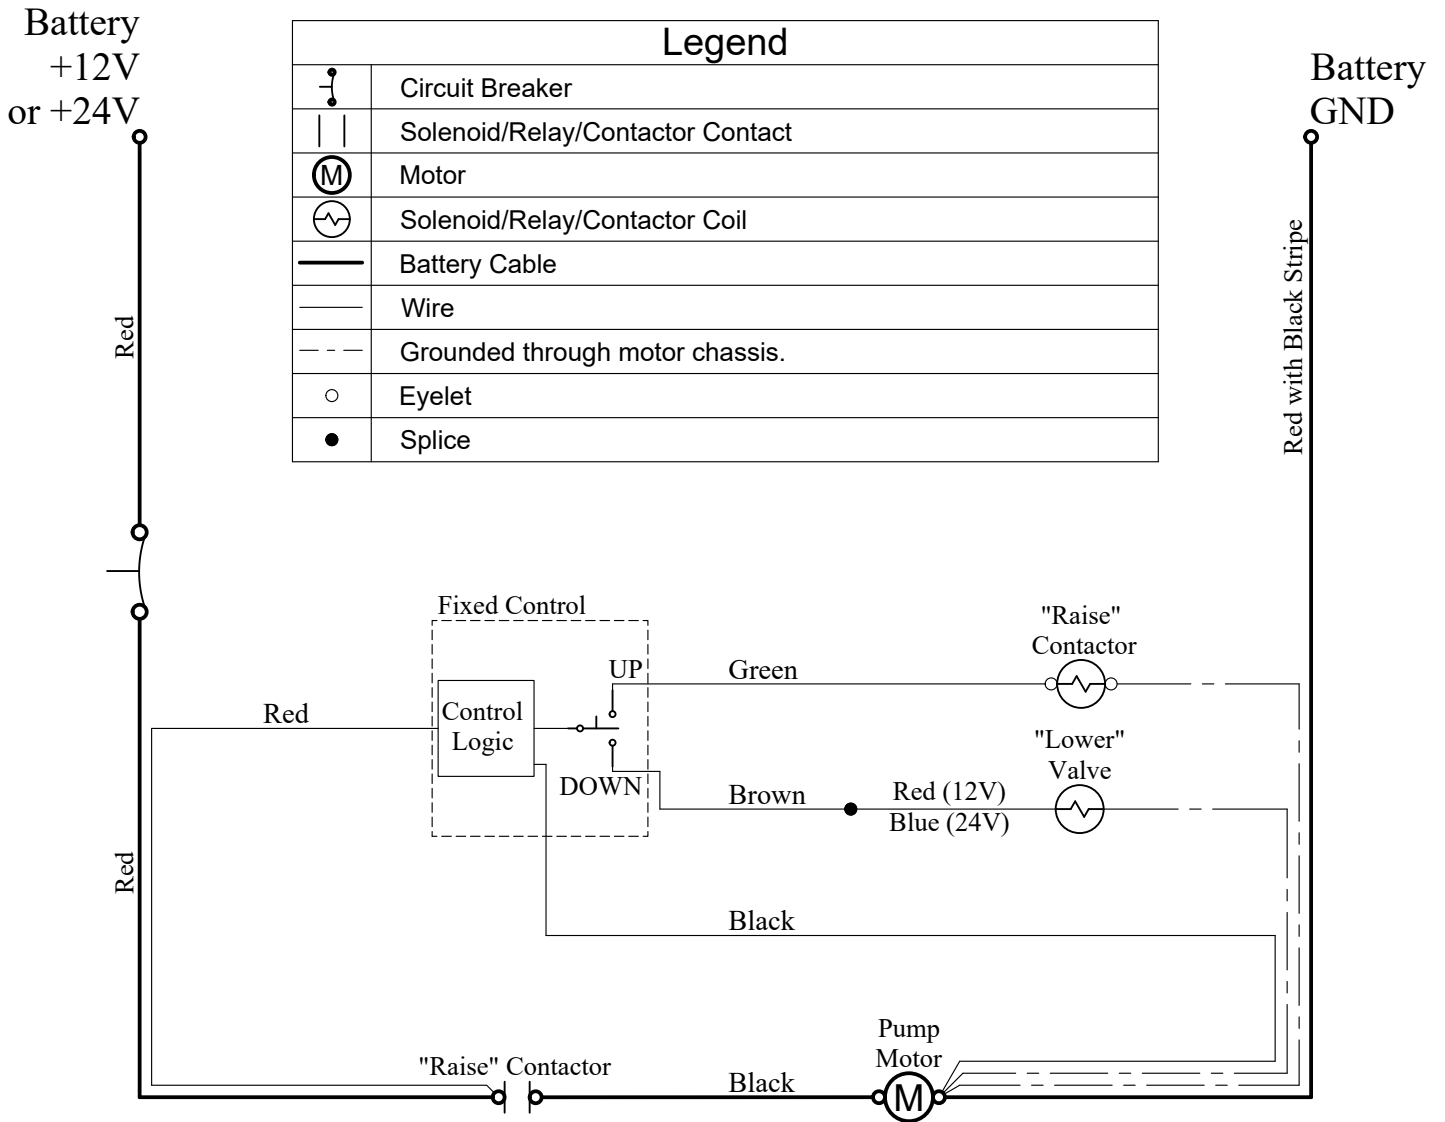 Battery
+12V
or +24V
Legend
Circuit Breaker
Solenoid/Relay/Contactor Contact
M
Motor
Solenoid/Relay/Contactor Coil
Battery Cable
Wire
Grounded through motor chassis.
Eyelet
Splice
Battery
GND
Red
Red with Black Stripe
Fixed Control
UP
Control
Logic
DOWN
Red
Green
"Raise"
Contactor
"Lower"
Valve
Brown
Red (12V)
Blue (24V)
Red
Black
"Raise" Contactor
Black
Pump
Motor
M